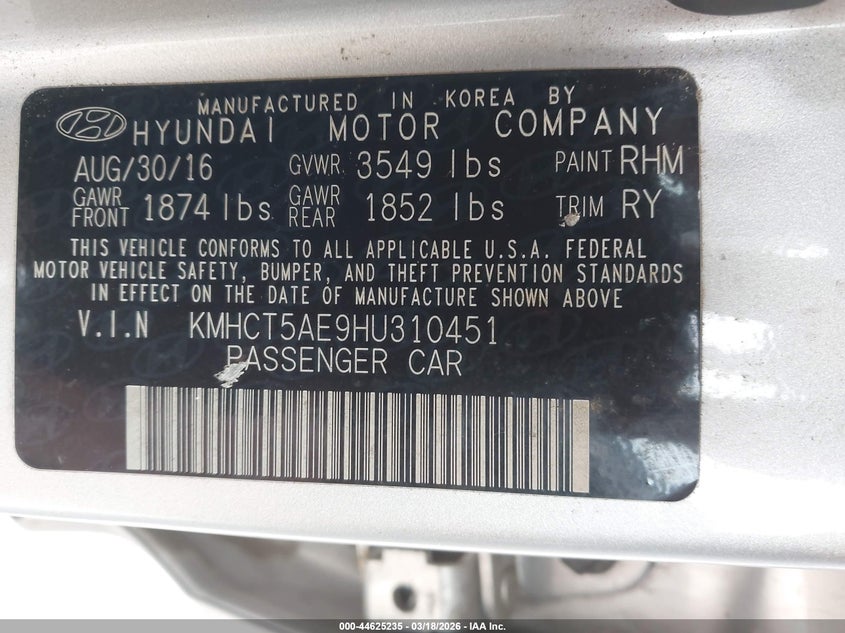 MANUFACTURED IN KOREA BY
HYUNDAI MOTOR COMPANY
AUG/30/16 GVWR 3549 lbs PAINT RHM
GAWR FRONT 1874 lbs GAWR REAR 1852 lbs TRIM RY
THIS VEHICLE CONFORMS TO ALL APPLICABLE U.S.A. FEDERAL
MOTOR VEHICLE SAFETY, BUMPER, AND THEFT PREVENTION STANDARDS
IN EFFECT ON THE DATE OF MANUFACTURE SHOWN ABOVE
V.I.N KMHCT5AE9HU310451
PASSENGER CAR
000-44625235 - 03/18/2026 - IAA Inc.